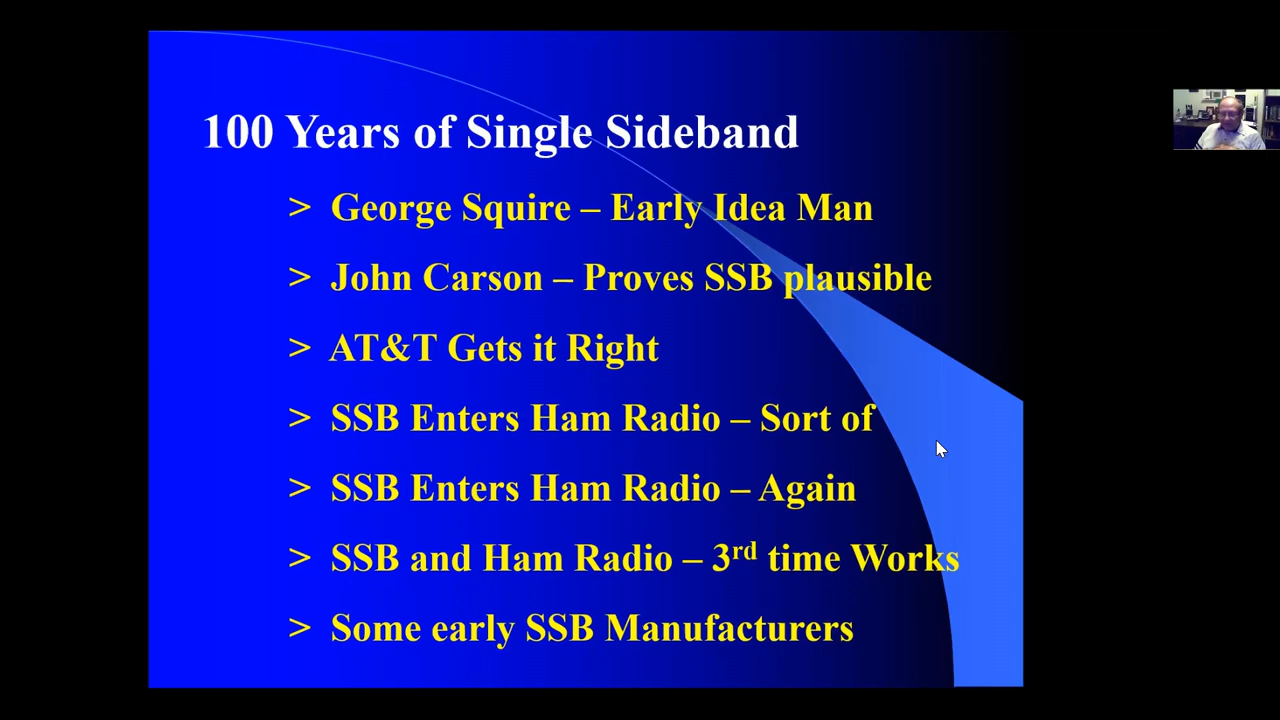 100 Years of Single Sideband
> George Squire – Early Idea Man
> John Carson – Proves SSB plausible
> AT&T Gets it Right
> SSB Enters Ham Radio – Sort of
> SSB Enters Ham Radio – Again
> SSB and Ham Radio – 3rd time Works
> Some early SSB Manufacturers